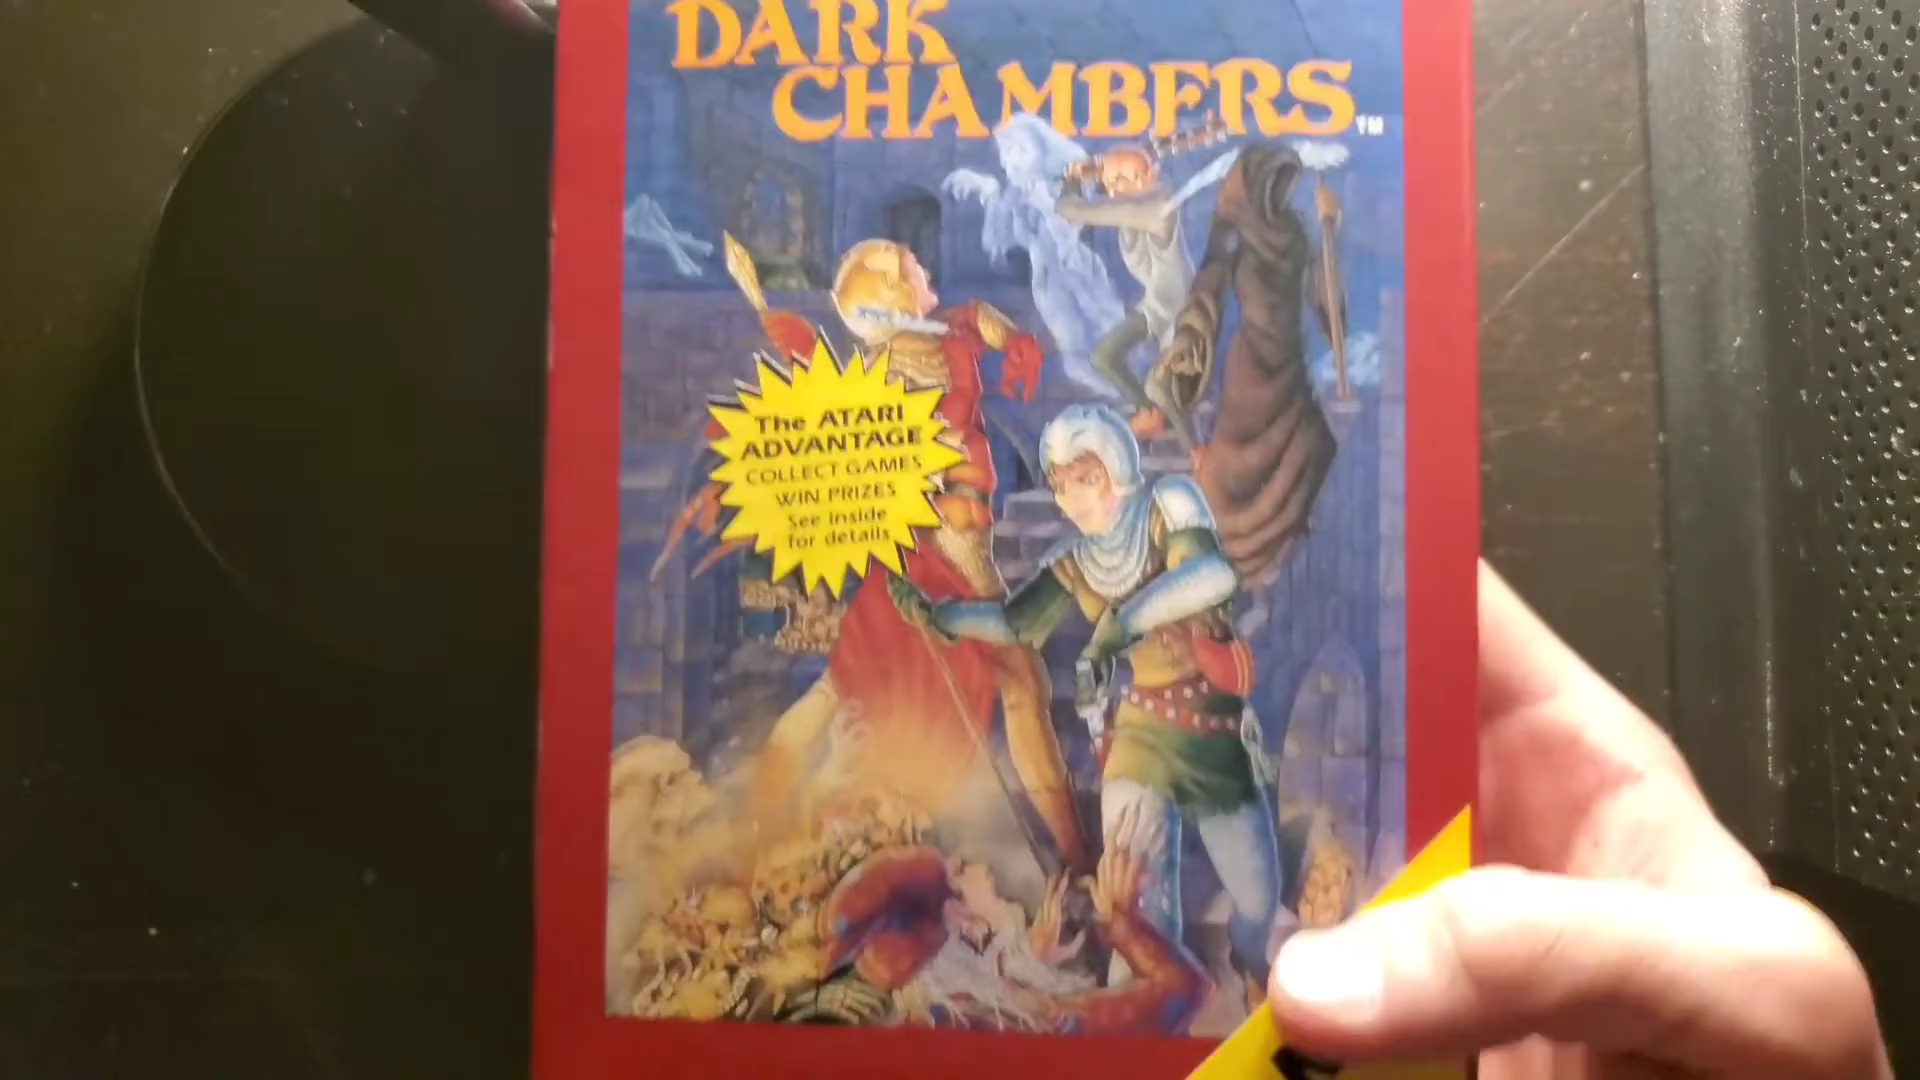 DARK
CHAMBERS™
The ATARI
ADVANTAGE
COLLECT GAMES
WIN PRIZES
See inside
for details